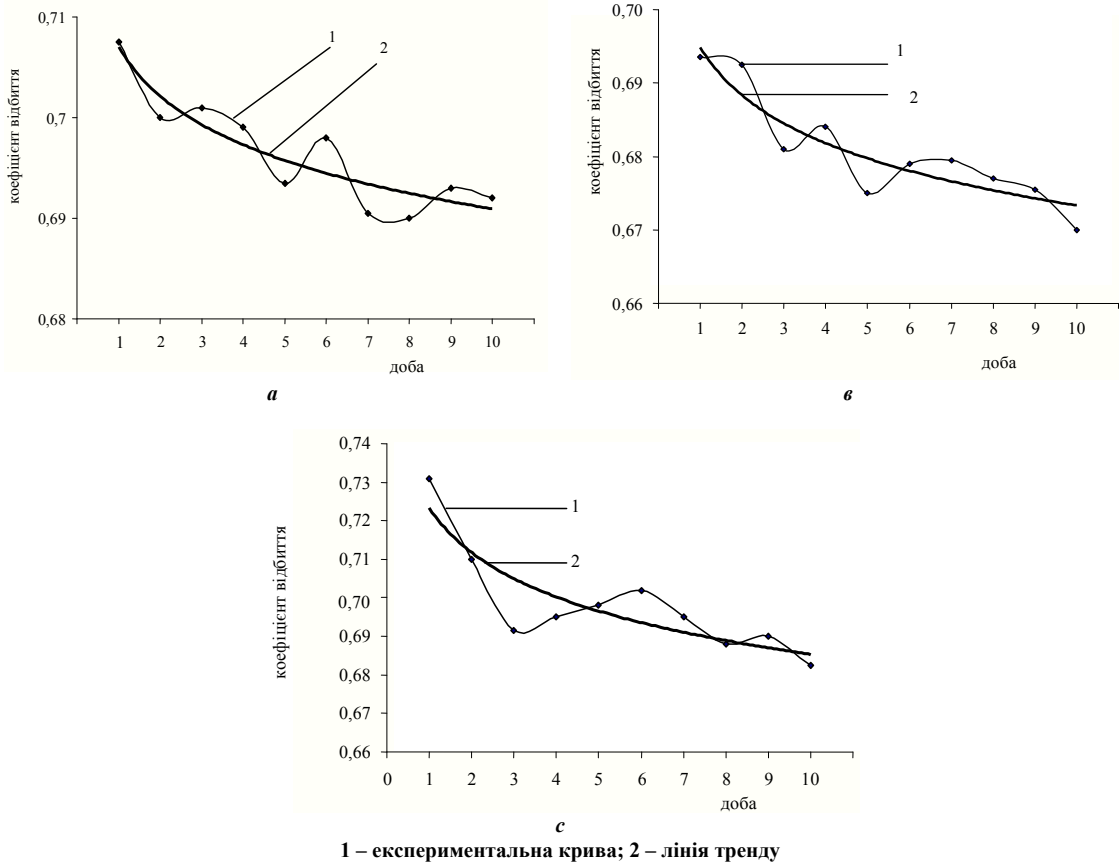 0,71
0,7
0,69
0,68
коефіцієнт відбиття
1
2
1 2 3 4 5 6 7 8 9 10
доба
а
0,70
0,69
0,68
0,67
0,66
коефіцієнт відбиття
1
2
1 2 3 4 5 6 7 8 9 10
доба
в
0,74
0,73
0,72
0,71
0,70
0,69
0,68
0,67
0,66
коефіцієнт відбиття
1
2
0 1 2 3 4 5 6 7 8 9 10
доба
с
1 – експериментальна крива; 2 – лінія тренду